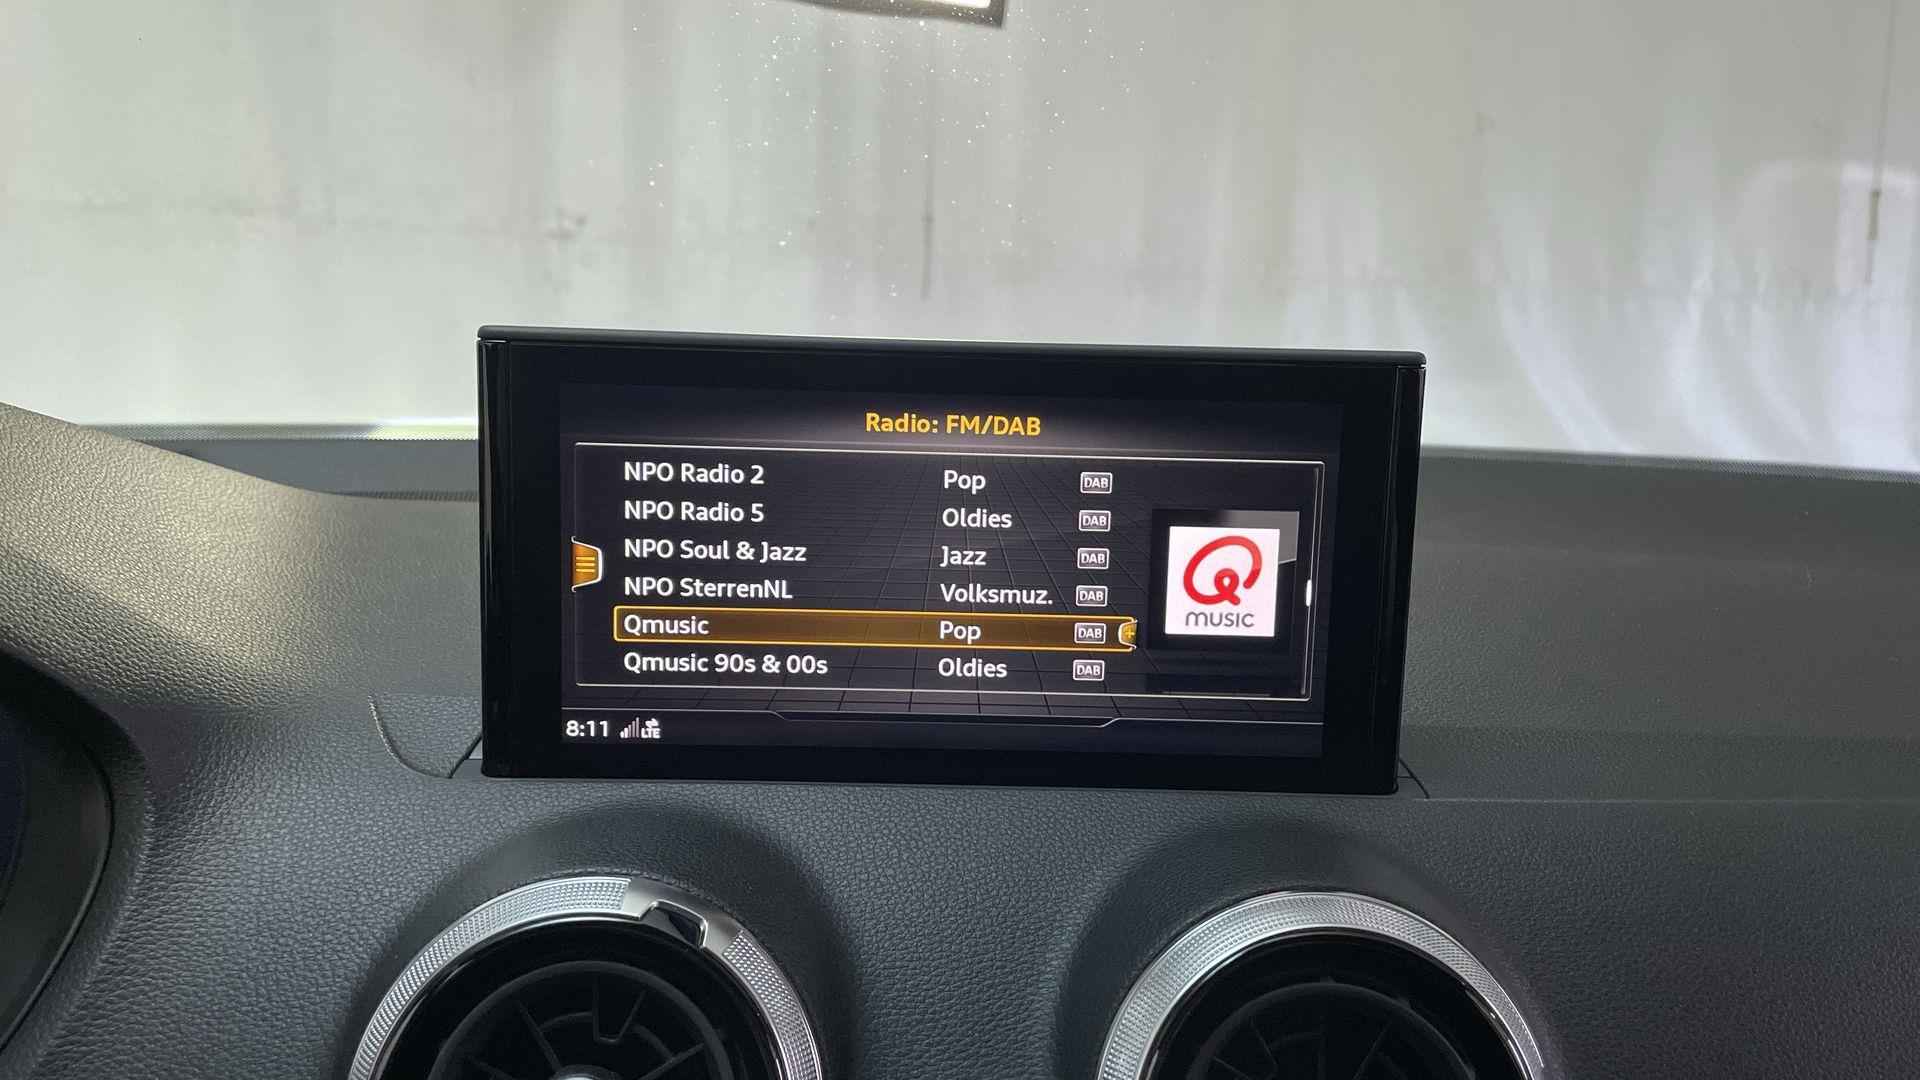 Radio: FM/DAB
NPO Radio 2 Pop DAB
NPO Radio 5 Oldies DAB
NPO Soul & Jazz Jazz DAB
NPO SterrenNL Volksmuz. DAB
Qmusic Pop DAB
Qmusic 90s & 00s Oldies DAB
Q
MUSIC
8:11 LTE